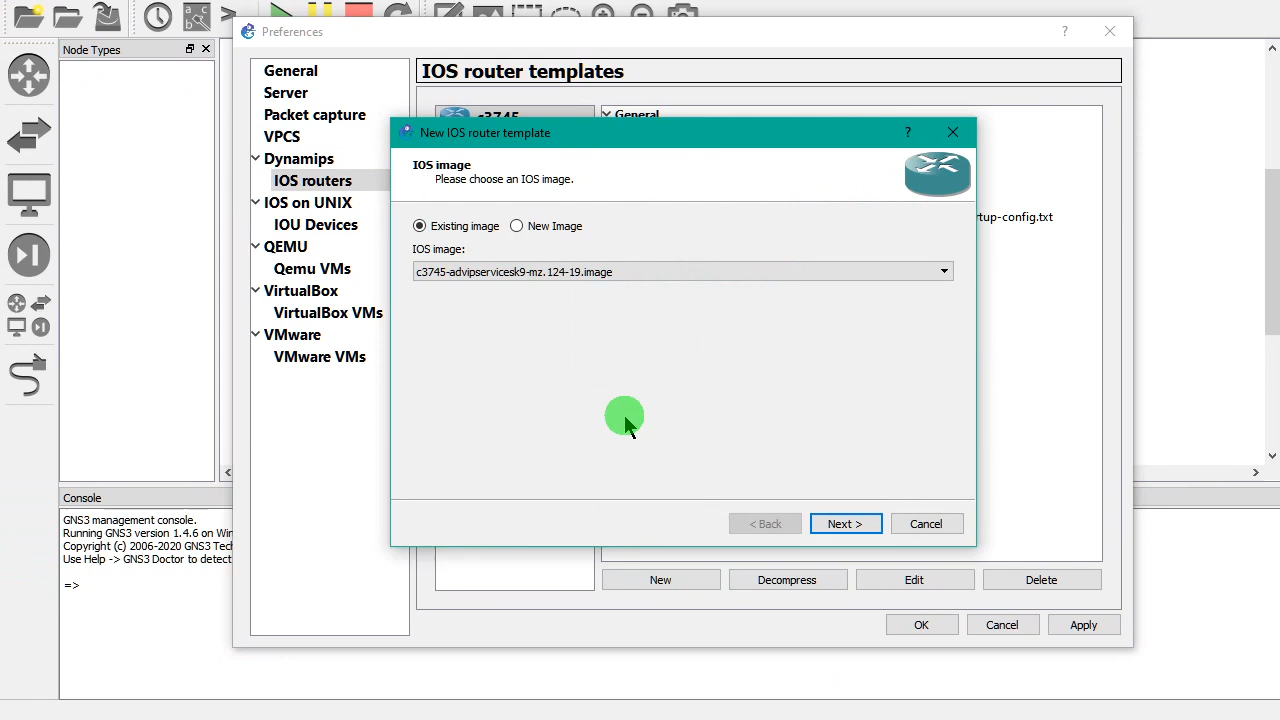 Preferences
Node Types
General
Server
Packet capture
VPCS
Dynamips
IOS routers
IOS on UNIX
IOU Devices
QEMU
Qemu VMs
VirtualBox
VirtualBox VMs
VMware
VMware VMs
IOS router templates
c3745
General
tup-config.txt
New IOS router template
IOS image
Please choose an IOS image.
Existing image
New Image
IOS image:
c3745-advipservicesk9-mz.124-19.image
< Back
Next >
Cancel
New
Decompress
Edit
Delete
OK
Cancel
Apply
Console
GNS3 management console.
Running GNS3 version 1.4.6 on Win
Copyright (c) 2006-2020 GNS3 Tech
Use Help -> GNS3 Doctor to detect
=>